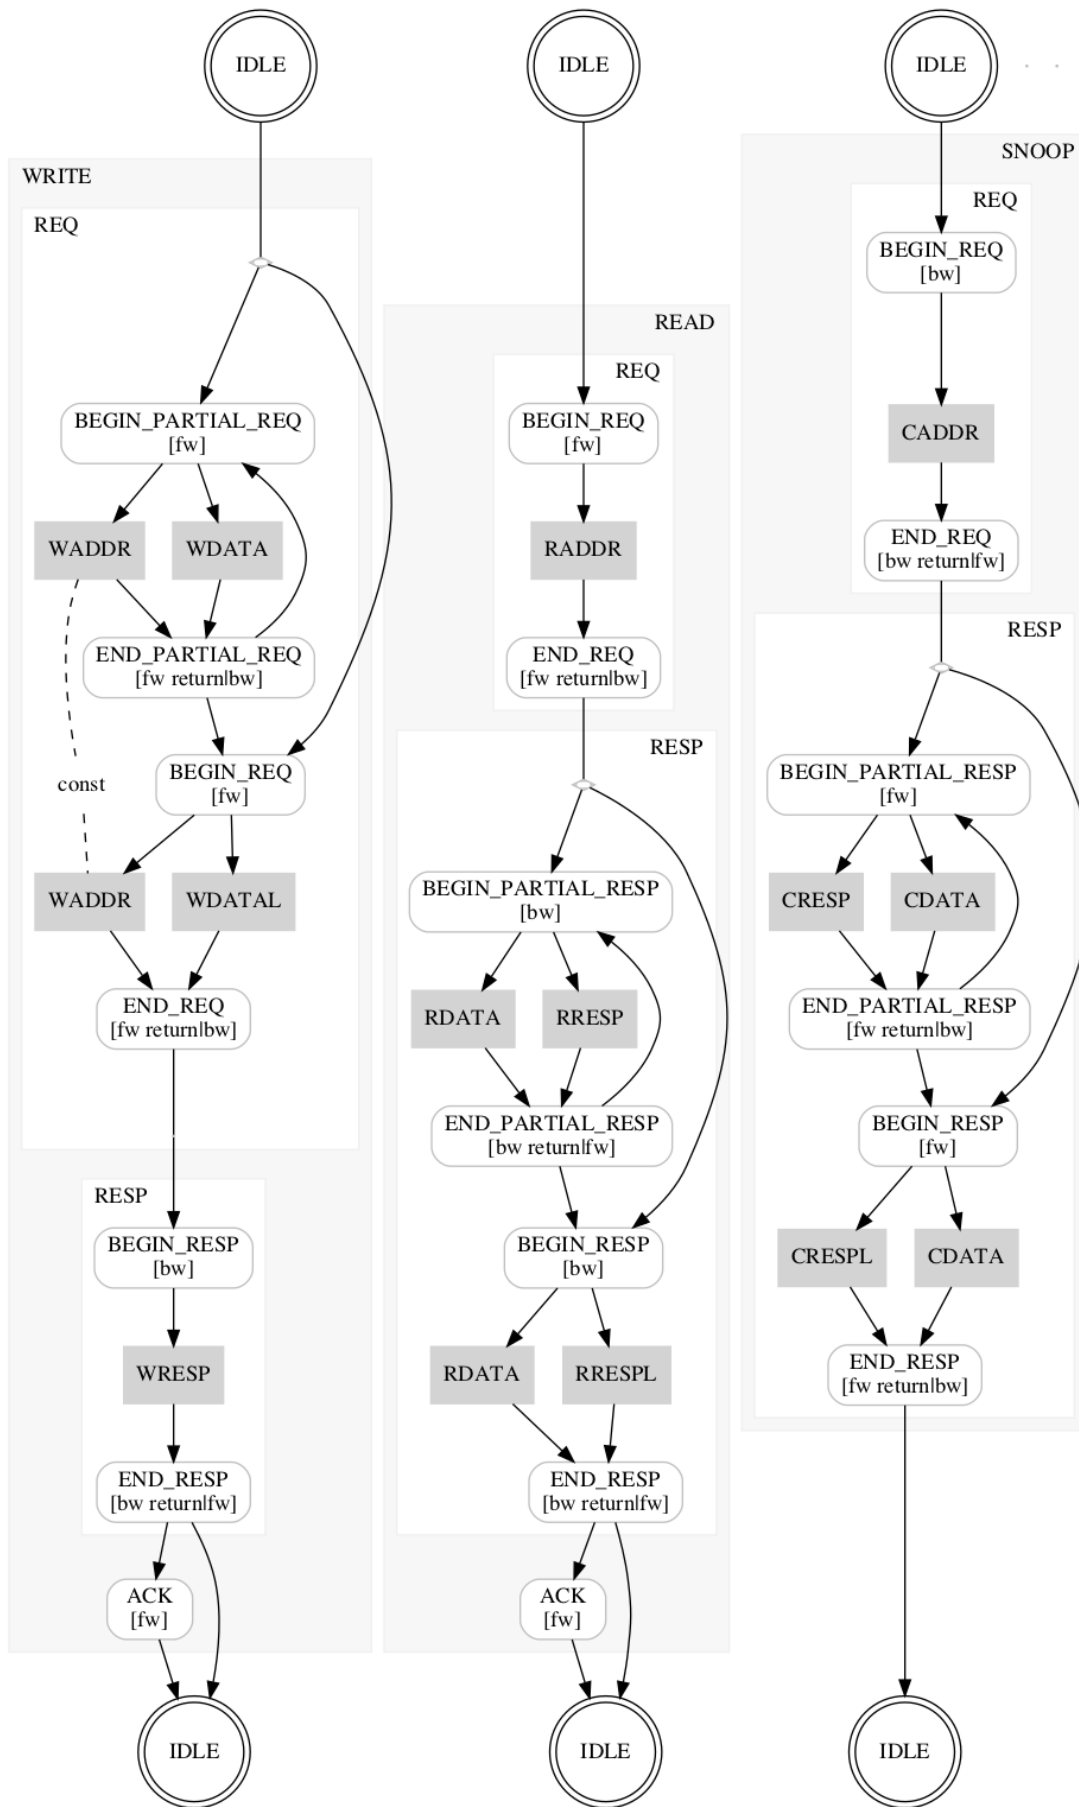 IDLE
WRITE
REQ
BEGIN_PARTIAL_REQ
[fw]
WADDR
WDATA
END_PARTIAL_REQ
[fw return|bw]
BEGIN_REQ
[fw]
const
WADDR
WDATAL
END_REQ
[fw return|bw]
RESP
BEGIN_RESP
[bw]
WRESP
END_RESP
[bw return|fw]
ACK
[fw]
IDLE
IDLE
READ
REQ
BEGIN_REQ
[fw]
RADDR
END_REQ
[fw return|bw]
RESP
BEGIN_PARTIAL_RESP
[bw]
RDATA
RRESP
END_PARTIAL_RESP
[bw return|fw]
BEGIN_RESP
[bw]
RDATA
RRESPL
END_RESP
[bw return|fw]
ACK
[fw]
IDLE
IDLE
SNOOP
REQ
BEGIN_REQ
[bw]
CADDR
END_REQ
[bw return|fw]
RESP
BEGIN_PARTIAL_RESP
[fw]
CRESP
CDATA
END_PARTIAL_RESP
[fw return|bw]
BEGIN_RESP
[fw]
CRESPL
CDATA
END_RESP
[fw return|bw]
IDLE